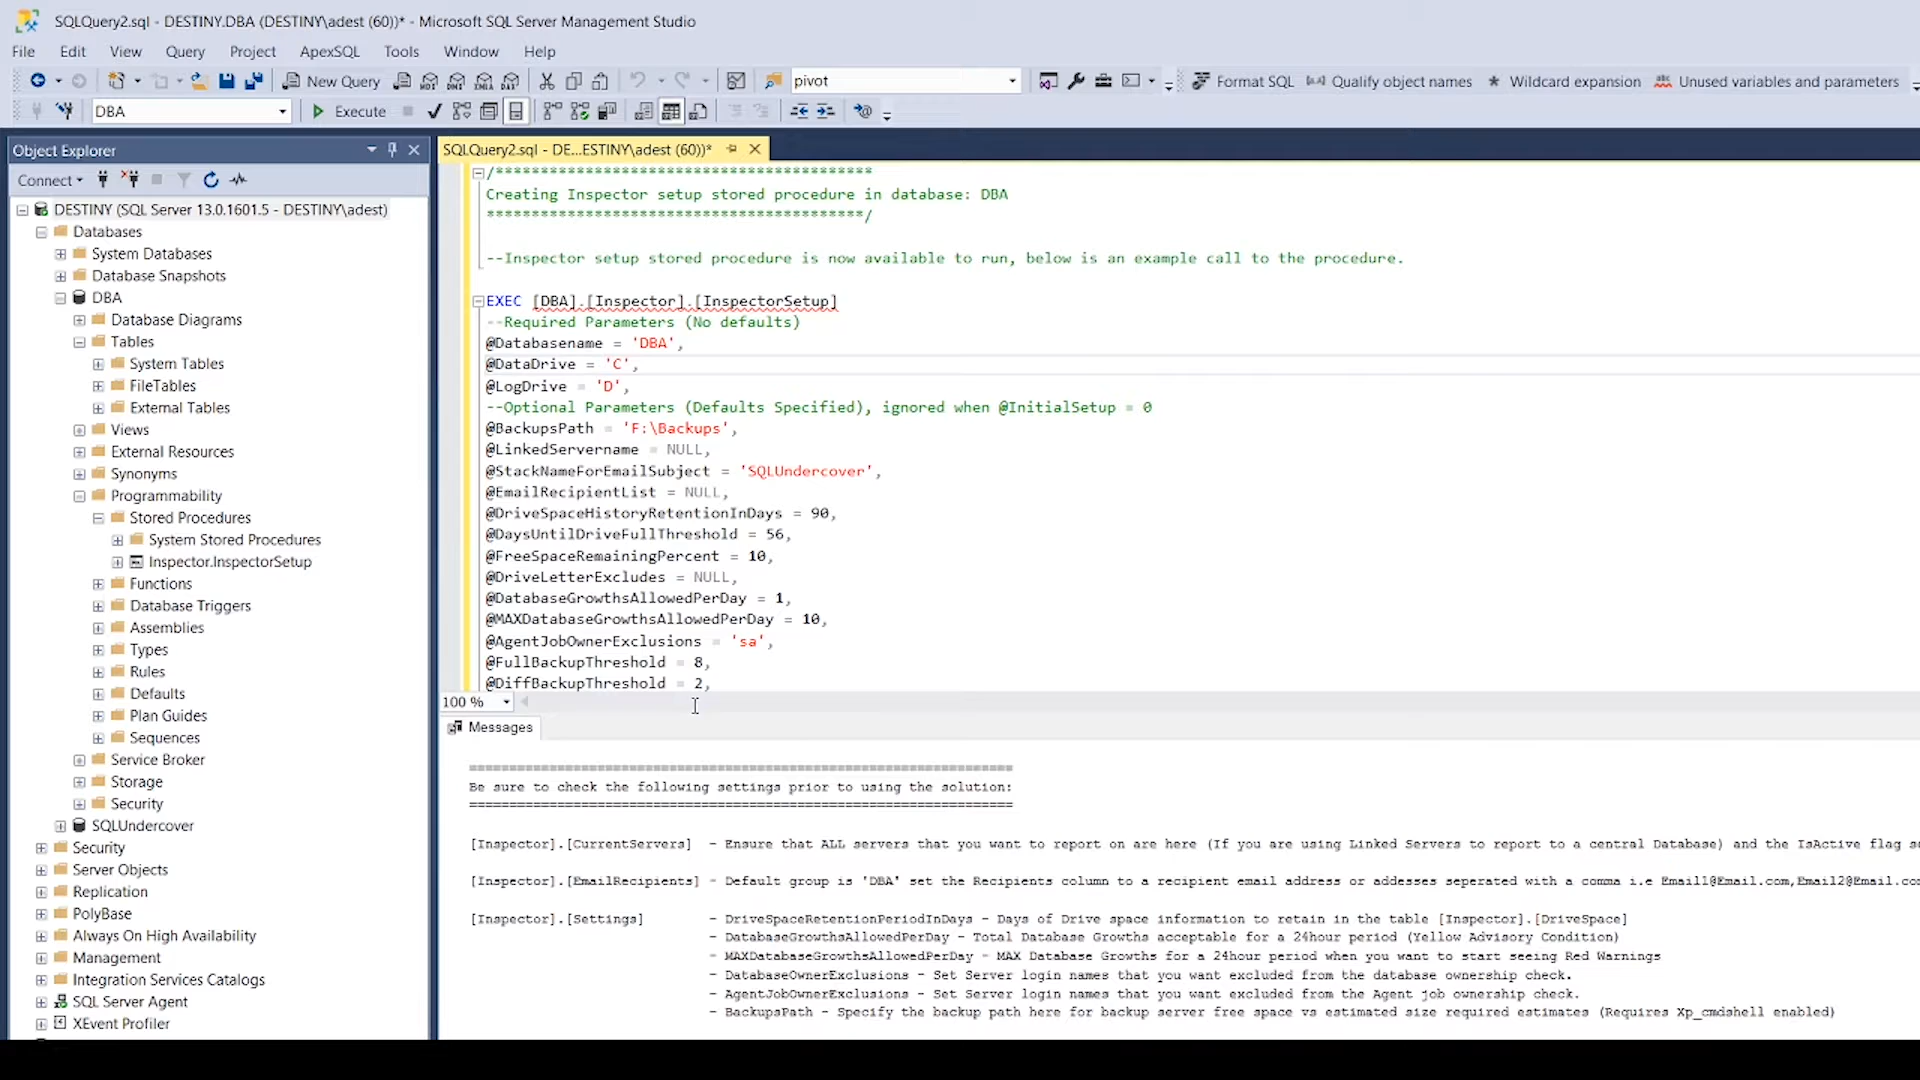 SQLQuery2.sql - DESTINY.DBA (DESTINY\adest (60))* - Microsoft SQL Server Management Studio
File Edit View Query Project ApexSQL Tools Window Help
New Query pivot Format SQL Qualify object names Wildcard expansion Unused variables and parameters
DBA Execute
Object Explorer
Connect
DESTINY (SQL Server 13.0.1601.5 - DESTINY\adest)
Databases
System Databases
Database Snapshots
DBA
Database Diagrams
Tables
System Tables
FileTables
External Tables
Views
External Resources
Synonyms
Programmability
Stored Procedures
System Stored Procedures
Inspector.InspectorSetup
Functions
Database Triggers
Assemblies
Types
Rules
Defaults
Plan Guides
Sequences
Service Broker
Storage
Security
SQLUndercover
Security
Server Objects
Replication
PolyBase
Always On High Availability
Management
Integration Services Catalogs
SQL Server Agent
XEvent Profiler
SQLQuery2.sql - DE...ESTINY\adest (60))*
/******************************************
Creating Inspector setup stored procedure in database: DBA
******************************************/
--Inspector setup stored procedure is now available to run, below is an example call to the procedure.
EXEC [DBA].[Inspector].[InspectorSetup]
--Required Parameters (No defaults)
@Databasename = 'DBA',
@DataDrive = 'C',
@LogDrive = 'D',
--Optional Parameters (Defaults Specified), ignored when @InitialSetup = 0
@BackupsPath = 'F:\Backups',
@LinkedServername = NULL,
@StackNameForEmailSubject = 'SQLUndercover',
@EmailRecipientList = NULL,
@DriveSpaceHistoryRetentionInDays = 90,
@DaysUntilDriveFullThreshold = 56,
@FreeSpaceRemainingPercent = 10,
@DriveLetterExcludes = NULL,
@DatabaseGrowthsAllowedPerDay = 1,
@MAXDatabaseGrowthsAllowedPerDay = 10,
@AgentJobOwnerExclusions = 'sa',
@FullBackupThreshold = 8,
@DiffBackupThreshold = 2,
100 %
Messages
============================================================
Be sure to check the following settings prior to using the solution:
============================================================
[Inspector].[CurrentServers] - Ensure that ALL servers that you want to report on are here (If you are using Linked Servers to report to a central Database) and the IsActive flag
[Inspector].[EmailRecipients] - Default group is 'DBA' set the Recipients column to a recipient email address or addesses seperated with a comma i.e Email1@Email.com,Email2@Email.co
[Inspector].[Settings] - DriveSpaceRetentionPeriodInDays - Days of Drive space information to retain in the table [Inspector].[DriveSpace]
- DatabaseGrowthsAllowedPerDay - Total Database Growths acceptable for a 24hour period (Yellow Advisory Condition)
- MAXDatabaseGrowthsAllowedPerDay - MAX Database Growths for a 24hour period when you want to start seeing Red Warnings
- DatabaseOwnerExclusions - Set Server login names that you want excluded from the database ownership check.
- AgentJobOwnerExclusions - Set Server login names that you want excluded from the Agent job ownership check.
- BackupsPath - Specify the backup path here for backup server free space vs estimated size required estimates (Requires Xp_cmdshell enabled)